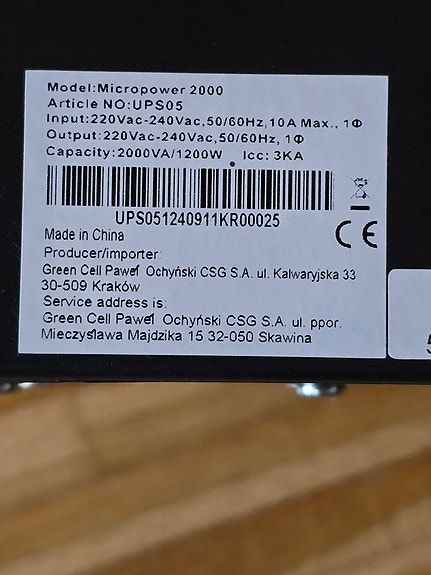 Model:Micropower 2000
Article NO:UPS05
Input:220Vac-240Vac,50/60Hz,10A Max., 1Φ
Output:220Vac-240Vac,50/60Hz, 1Φ
Capacity:2000VA/1200W Icc: 3KA
UPS051240911KR00025
CE
Made in China
Producer/importer:
Green Cell Paweł Ochyński CSG S.A. ul. Kalwaryjska 33
30-509 Kraków
Service address is:
Green Cell Paweł Ochyński CSG S.A. ul. ppor.
Mieczysława Majdzika 15 32-050 Skawina